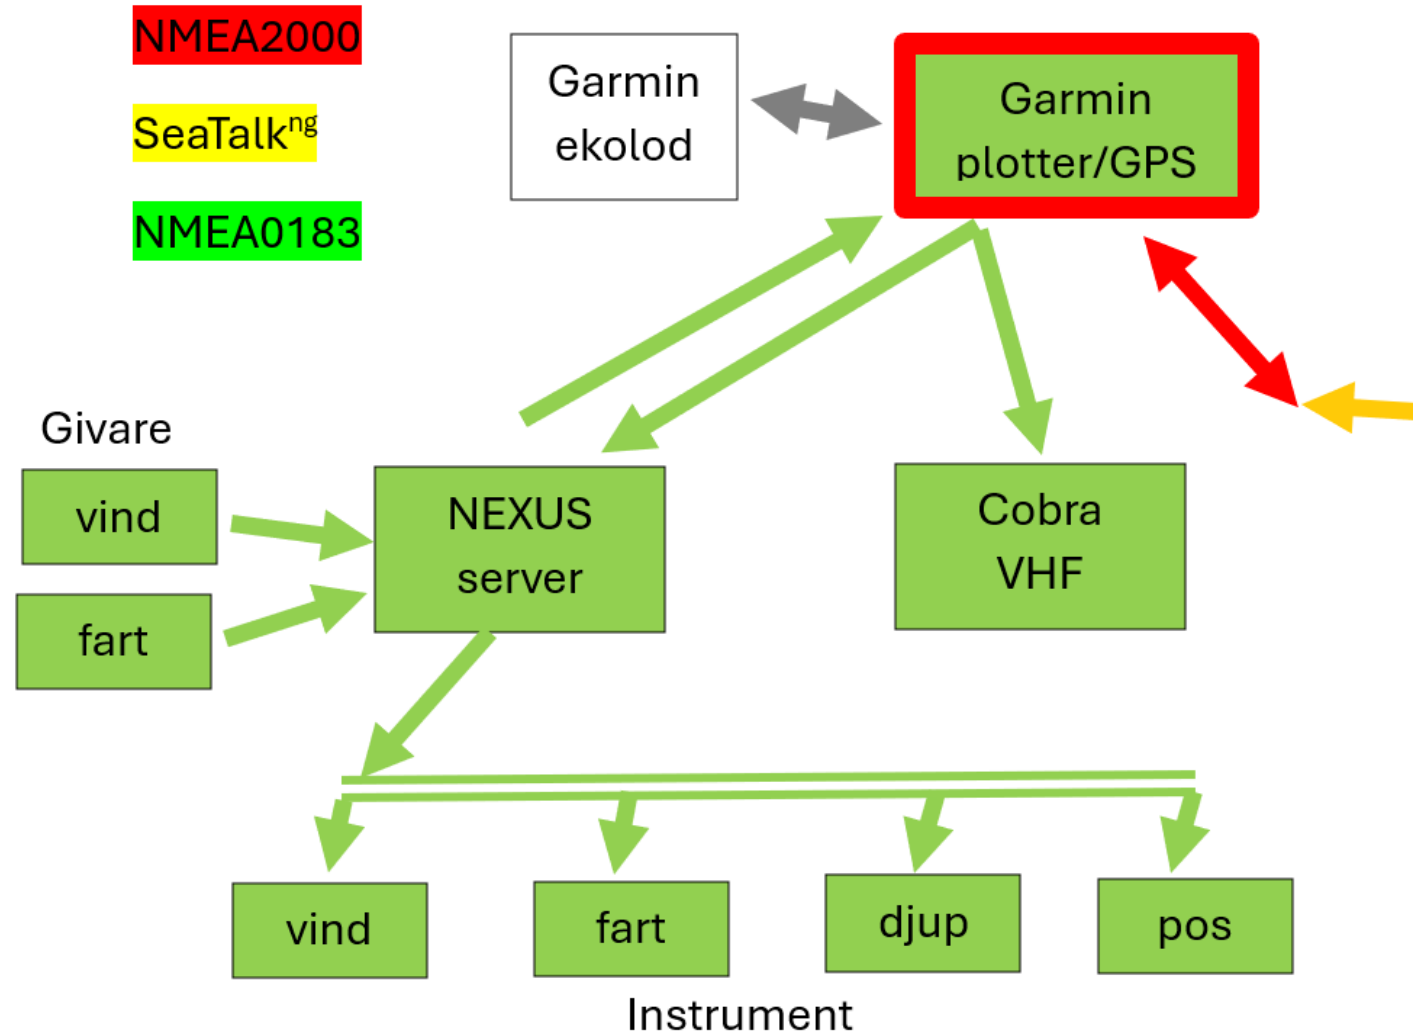 NMEA2000
SeaTalkⁿᵍ
NMEA0183
Garmin
ekolod
Garmin
plotter/GPS
Givare
vind
fart
NEXUS
server
Cobra
VHF
vind
fart
djup
pos
Instrument